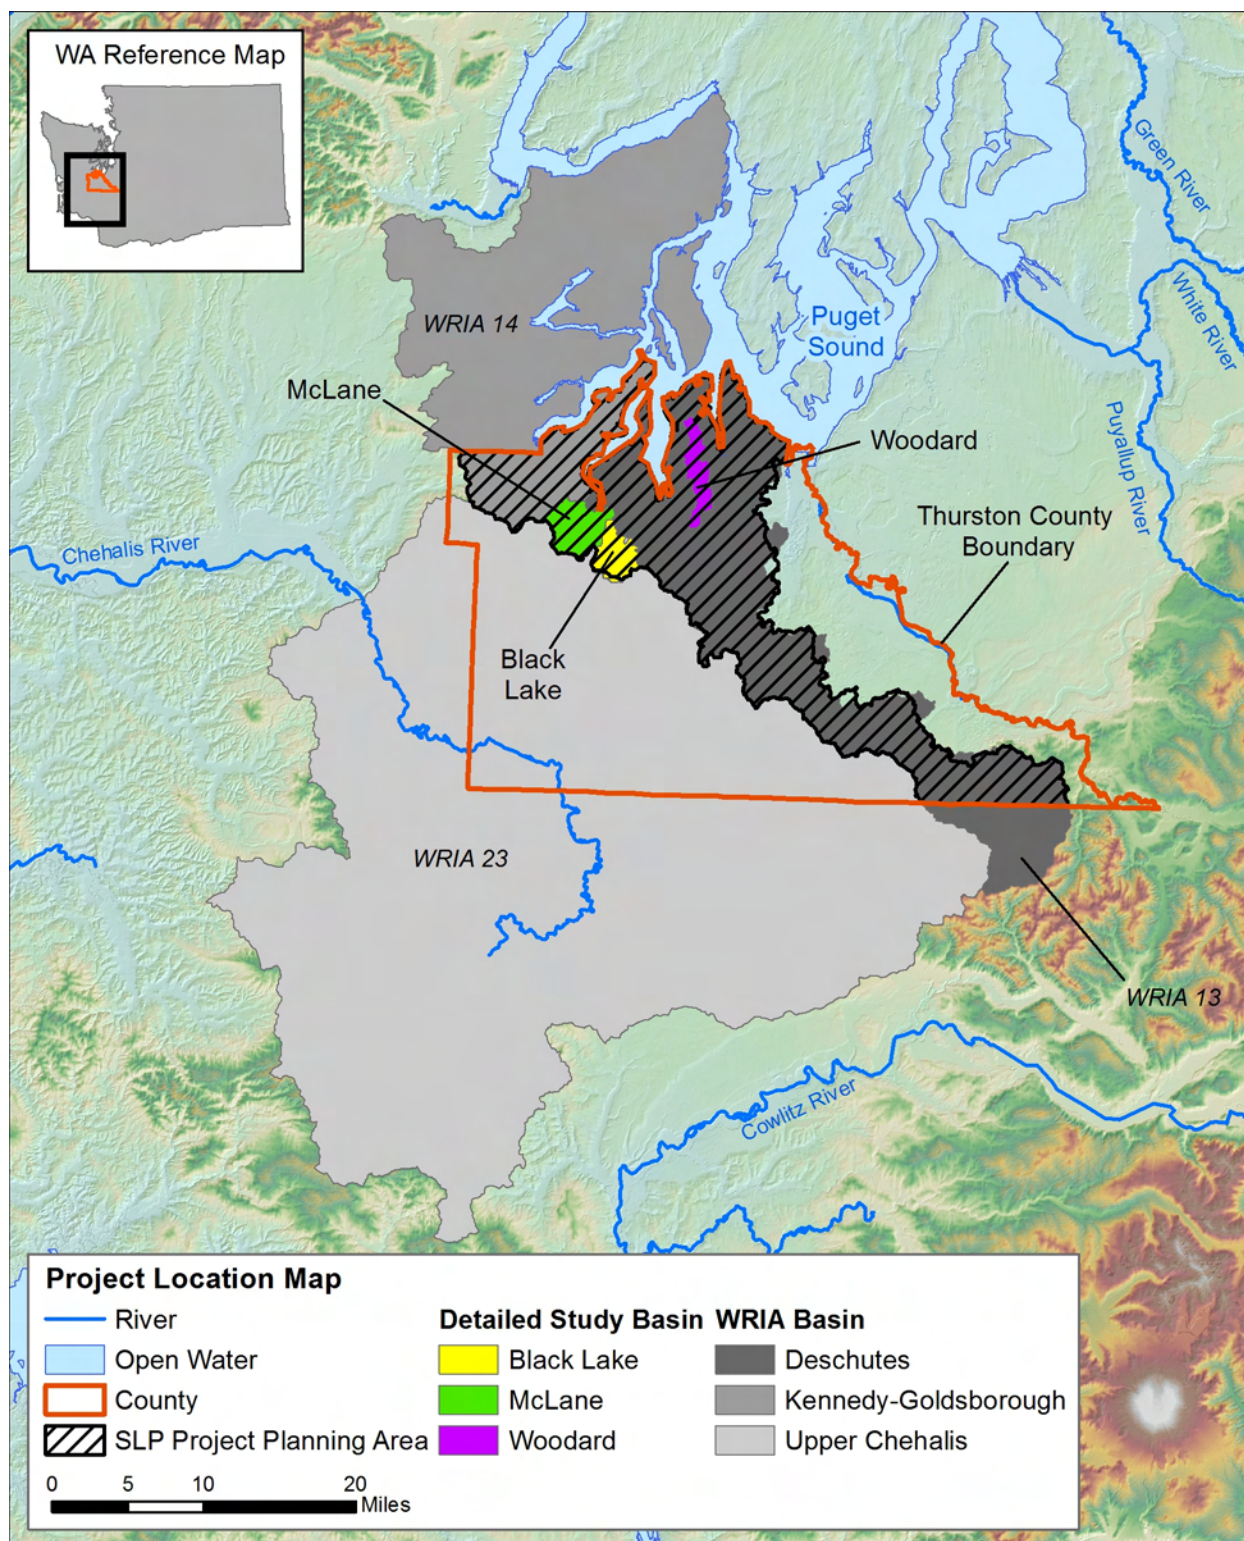 WA Reference Map
Green River
White River
WRIA 14
Puget
Sound
McLane
Puyallup River
Woodard
Thurston County
Boundary
Chehalis River
Black
Lake
WRIA 23
WRIA 13
Cowlitz River
Project Location Map
River
Open Water
County
SLP Project Planning Area
Detailed Study Basin
Black Lake
McLane
Woodard
WRIA Basin
Deschutes
Kennedy-Goldsborough
Upper Chehalis
0 5 10 20
Miles